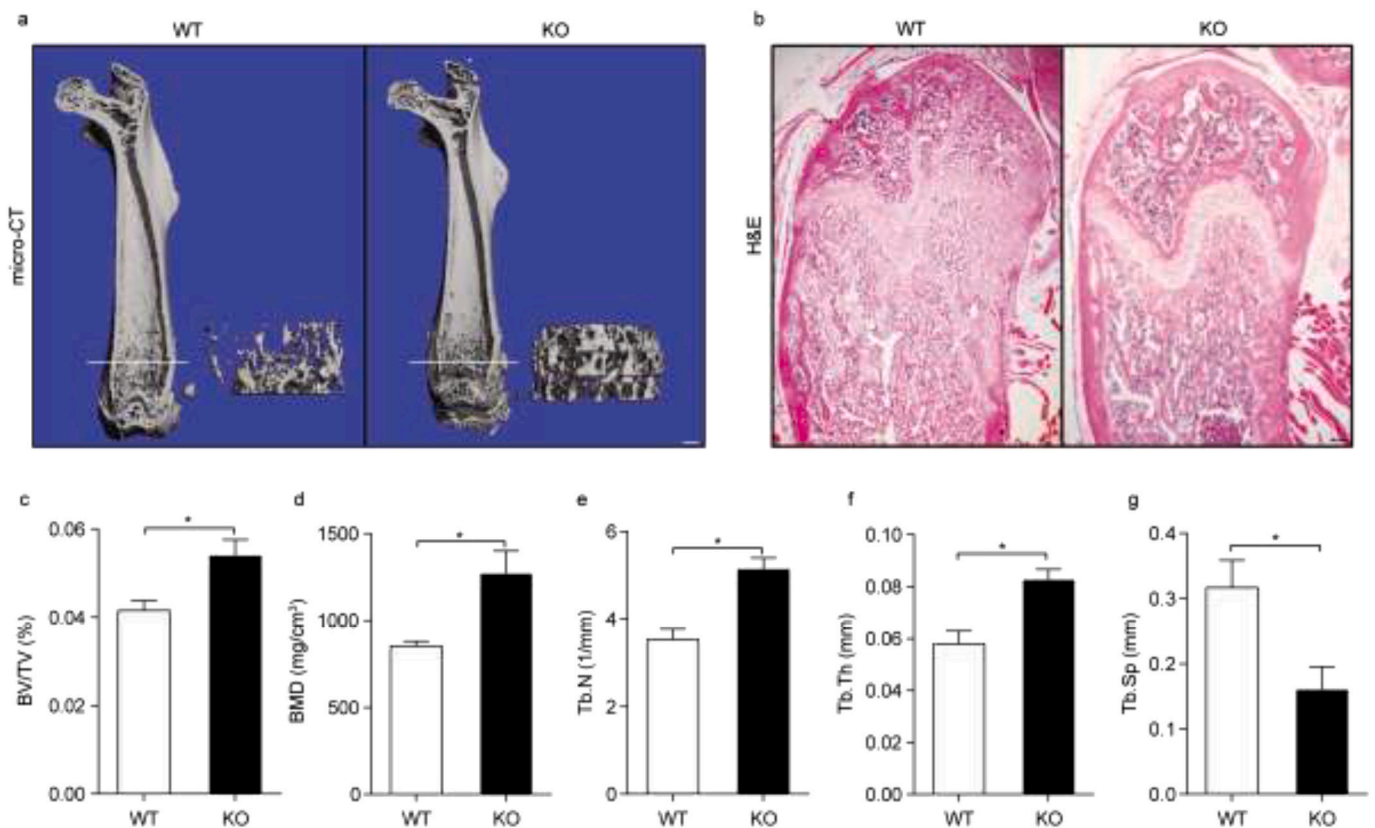 a
WT
KO
micro-CT
b
WT
KO
H&E
c
BV/TV (%)
0.06
0.04
0.02
0.00
*
WT
KO
d
BMD (mg/cm³)
1500
1000
500
0
*
WT
KO
e
Tb.N (1/mm)
6
4
2
0
*
WT
KO
f
Tb.Th (mm)
0.10
0.08
0.06
0.04
0.02
0.00
*
WT
KO
g
Tb.Sp (mm)
0.4
0.3
0.2
0.1
0.0
*
WT
KO